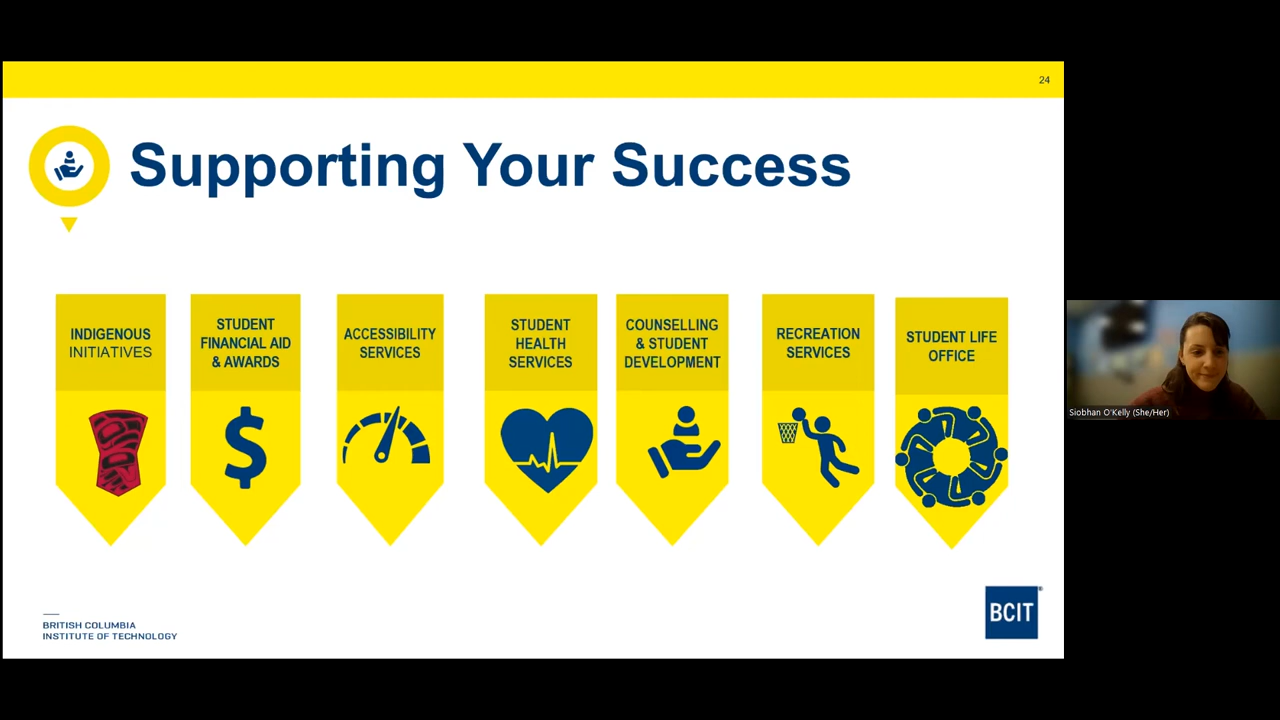 24
Supporting Your Success
INDIGENOUS
INITIATIVES
STUDENT
FINANCIAL AID
& AWARDS
ACCESSIBILITY
SERVICES
STUDENT
HEALTH
SERVICES
COUNSELLING
& STUDENT
DEVELOPMENT
RECREATION
SERVICES
STUDENT LIFE
OFFICE
$
Siobhan O'Kelly (She/Her)
BRITISH COLUMBIA
INSTITUTE OF TECHNOLOGY
BCIT®